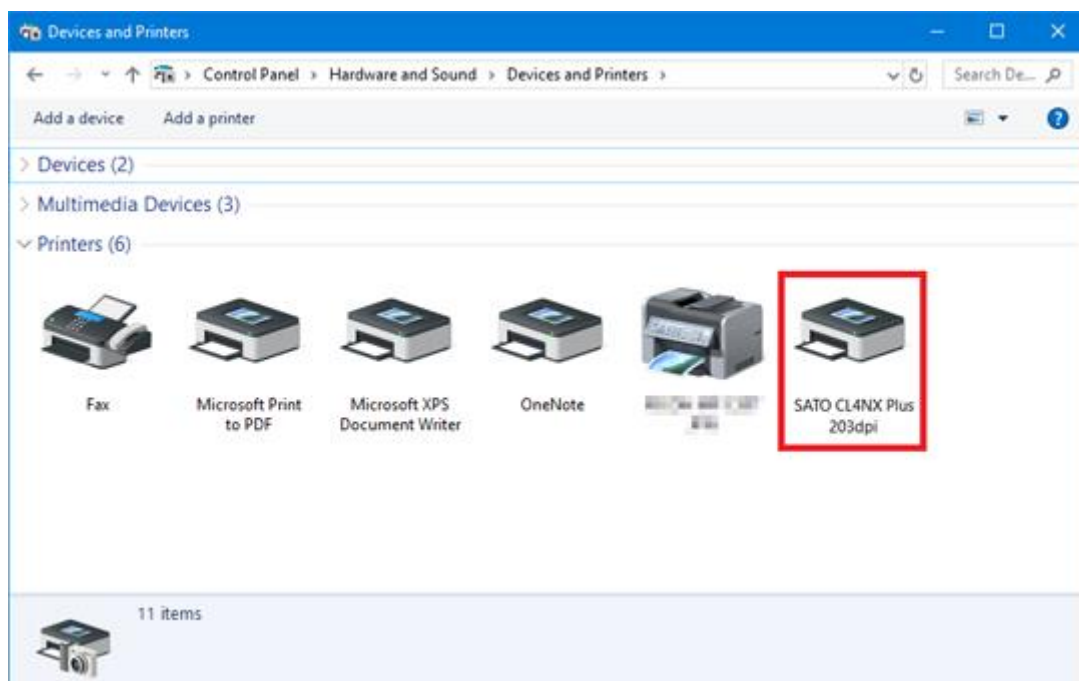 Devices and Printers
Control Panel > Hardware and Sound > Devices and Printers >
Search De...
Add a device Add a printer
?
Devices (2)
Multimedia Devices (3)
Printers (6)
Fax
Microsoft Print
to PDF
Microsoft XPS
Document Writer
OneNote
SATO CL4NX Plus
203dpi
11 items